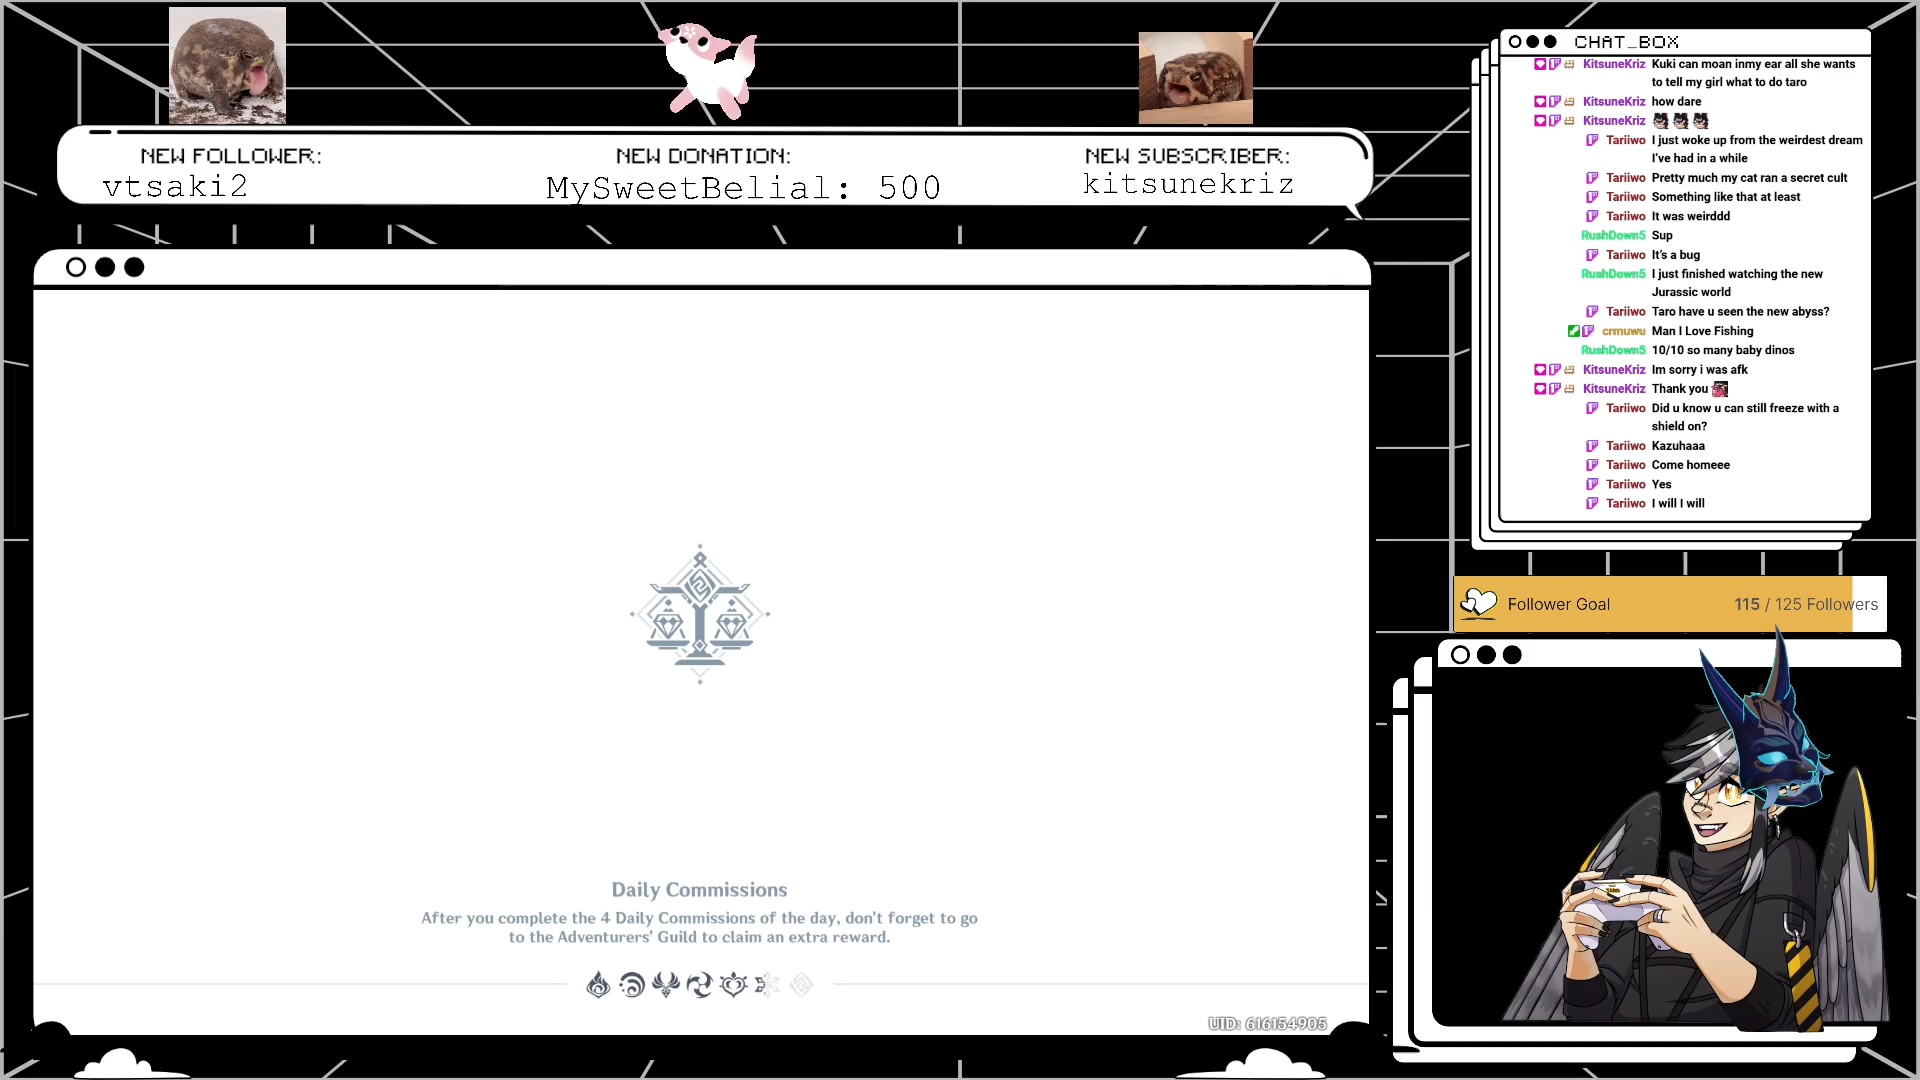 NEW FOLLOWER:
vtsaki2
NEW DONATION:
MySweetBelial: 500
NEW SUBSCRIBER:
kitsunekriz
CHAT_BOX
KitsuneKriz Kuki can moan inmy ear all she wants
to tell my girl what to do taro
KitsuneKriz how dare
KitsuneKriz
Tariiwo I just woke up from the weirdest dream
I've had in a while
Tariiwo Pretty much my cat ran a secret cult
Tariiwo Something like that at least
Tariiwo It was weirddd
RushDown5 Sup
Tariiwo It's a bug
RushDown5 I just finished watching the new
Jurassic world
Tariiwo Taro have u seen the new abyss?
crmuwu Man I Love Fishing
RushDown5 10/10 so many baby dinos
KitsuneKriz Im sorry i was afk
KitsuneKriz Thank you
Tariiwo Did u know u can still freeze with a
shield on?
Tariiwo Kazuhaaa
Tariiwo Come homeee
Tariiwo Yes
Tariiwo I will I will
Follower Goal 115 / 125 Followers
Daily Commissions
After you complete the 4 Daily Commissions of the day, don't forget to go
to the Adventurers' Guild to claim an extra reward.
UID: 616154905